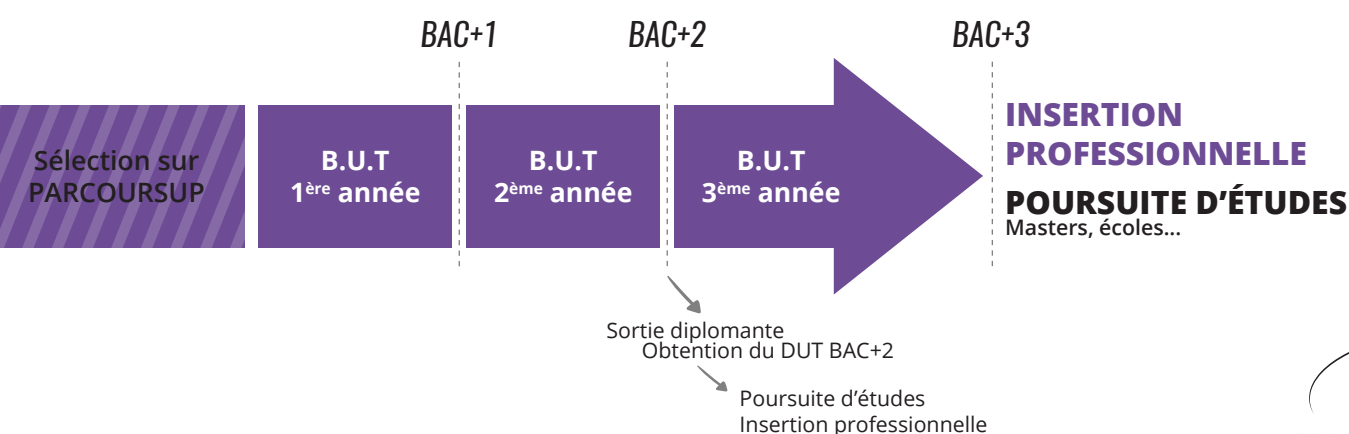 BAC+1
BAC+2
BAC+3
Sélection sur
PARCOURSUP
B.U.T
1ère année
B.U.T
2ème année
B.U.T
3ème année
INSERTION
PROFESSIONNELLE
POURSUITE D’ÉTUDES
Masters, écoles...
Sortie diplomante
Obtention du DUT BAC+2
Poursuite d’études
Insertion professionnelle